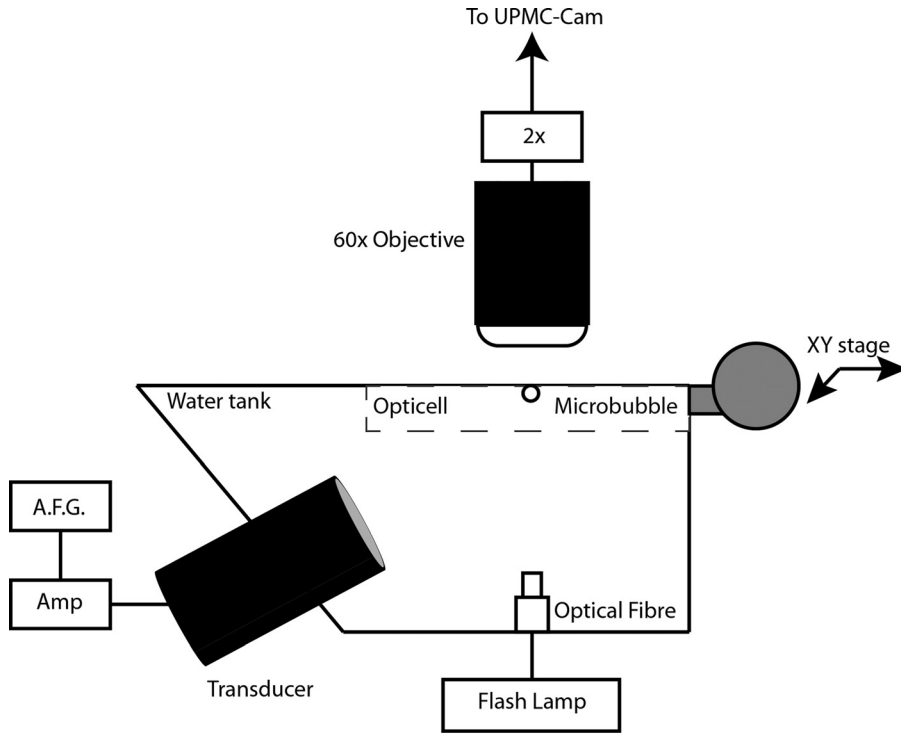 To UPMC-Cam
2x
60x Objective
XY stage
Water tank
Opticell
Microbubble
A.F.G.
Amp
Optical Fibre
Transducer
Flash Lamp